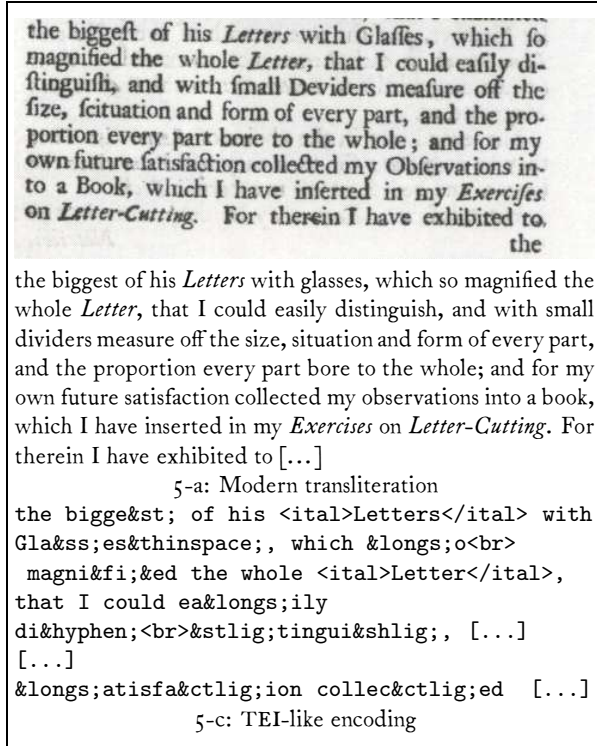 the biggeſt of his Letters with Glaſſes, which ſo
magnified the whole Letter, that I could eaſily di-
ſtinguiſh, and with ſmall Deviders meaſure off the
ſize, ſcituation and form of every part, and the pro-
portion every part bore to the whole; and for my
own future ſatisfaction collected my Obſervations in-
to a Book, which I have inſerted in my Exerciſes
on Letter-Cutting. For therein I have exhibited to
the
the biggest of his Letters with glasses, which so magnified the
whole Letter, that I could easily distinguish, and with small
dividers measure off the size, situation and form of every part,
and the proportion every part bore to the whole; and for my
own future satisfaction collected my observations into a book,
which I have inserted in my Exercises on Letter-Cutting. For
therein I have exhibited to [...]
5-a: Modern transliteration
the bigge&st; of his <ital>Letters</ital> with
Gla&ss;es&thinspace;, which &longs;o<br>
magni&fi;&ed the whole <ital>Letter</ital>,
that I could ea&longs;ily
di&hyphen;<br>&stlig;tingui&shlig;, [...]
[...]
&longs;atisfa&ctlig;ion collec&ctlig;ed [...]
5-c: TEI-like encoding